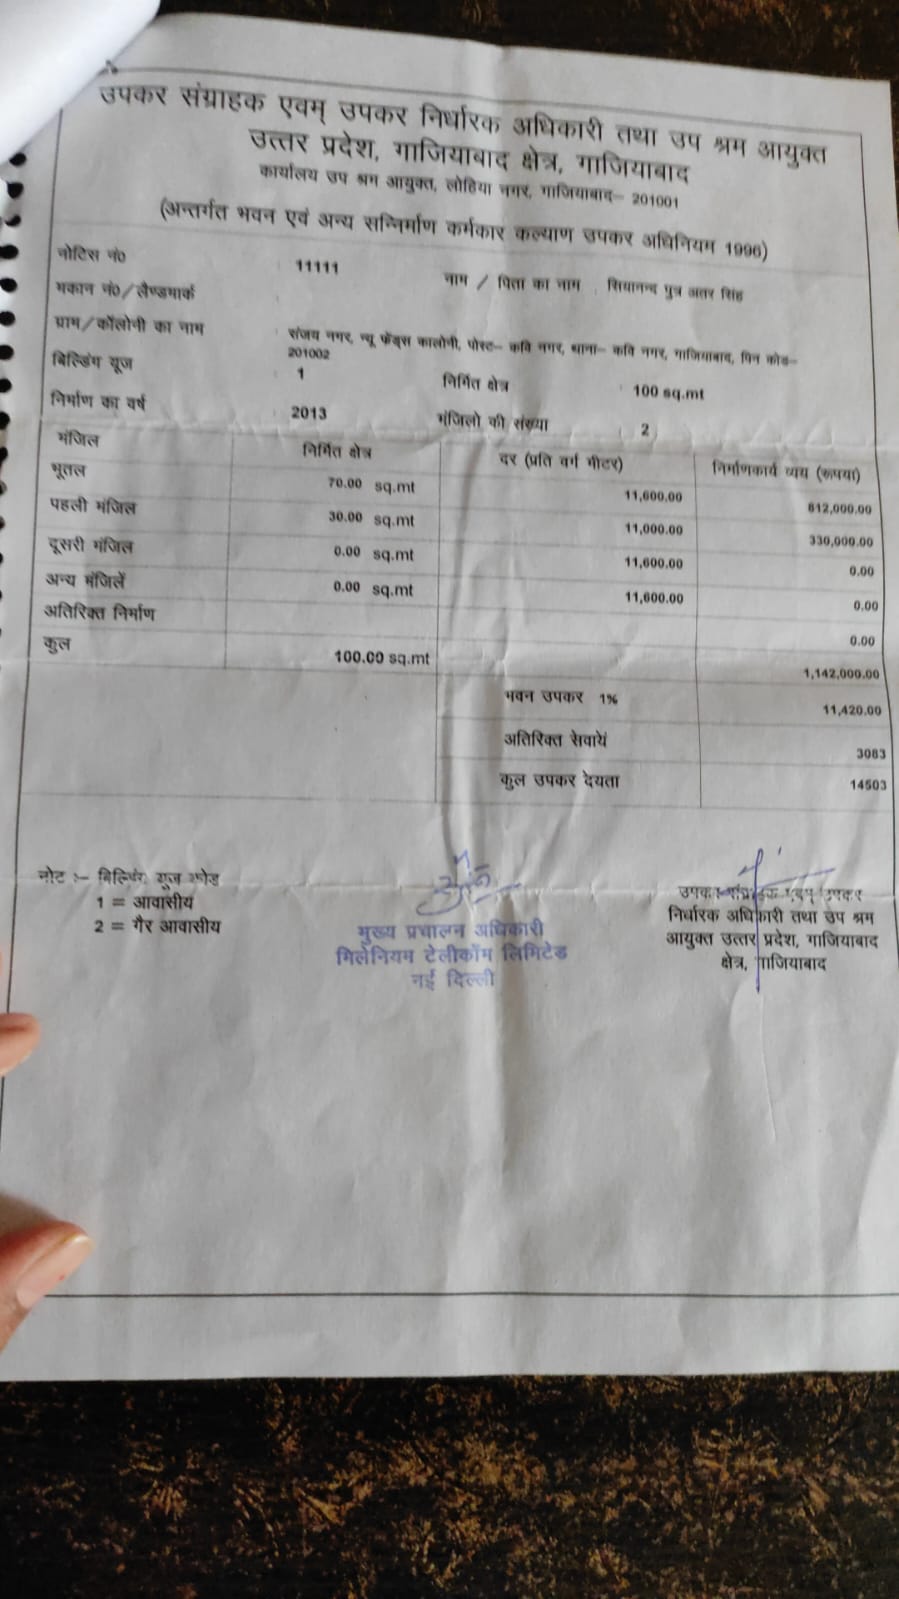 उपकर संग्राहक एवम् उपकर निर्धारक अधिकारी तथा उप श्रम आयुक्त
उत्तर प्रदेश, गाजियाबाद क्षेत्र, गाजियाबाद
कार्यालय उप श्रम आयुक्त, लोहिया नगर, गाजियाबाद– 201001
(अन्तर्गत भवन एवं अन्य सन्निर्माण कर्मकार कल्याण उपकर अधिनियम 1996)
नोटिस नं० 11111 नाम / पिता का नाम : सियानन्द पुत्र अतर सिंह
मकान नं०/लैण्डमार्क
ग्राम/कॉलोनी का नाम : संजय नगर, न्यू फेंड्स कालोनी, पोस्ट– कवि नगर, थाना– कवि नगर, गाजियाबाद, पिन कोड–
201002
बिल्डिंग यूज : 1 निर्मित क्षेत्र : 100 sq.mt
निर्माण का वर्ष : 2013 मंजिलो की संख्या : 2
मंजिल निर्मित क्षेत्र दर (प्रति वर्ग मीटर) निर्माणकार्य व्यय (रूपया)
भूतल 70.00 sq.mt 11,600.00 812,000.00
पहली मंजिल 30.00 sq.mt 11,000.00 330,000.00
दूसरी मंजिल 0.00 sq.mt 11,600.00 0.00
अन्य मंजिलें 0.00 sq.mt 11,600.00 0.00
अतिरिक्त निर्माण 0.00
कुल 100.00 sq.mt 1,142,000.00
भवन उपकर 1% 11,420.00
अतिरिक्त सेवायें 3083
कुल उपकर देयता 14503
नोट :– बिल्डिंग यूज कोड
1 = आवासीय
2 = गैर आवासीय
मुख्य प्रचालन अधिकारी
मिलेनियम टेलीकॉम लिमिटेड
नई दिल्ली
उपकर संग्राहक एवम् उपकर
निर्धारक अधिकारी तथा उप श्रम
आयुक्त उत्तर प्रदेश, गाजियाबाद
क्षेत्र, गाजियाबाद